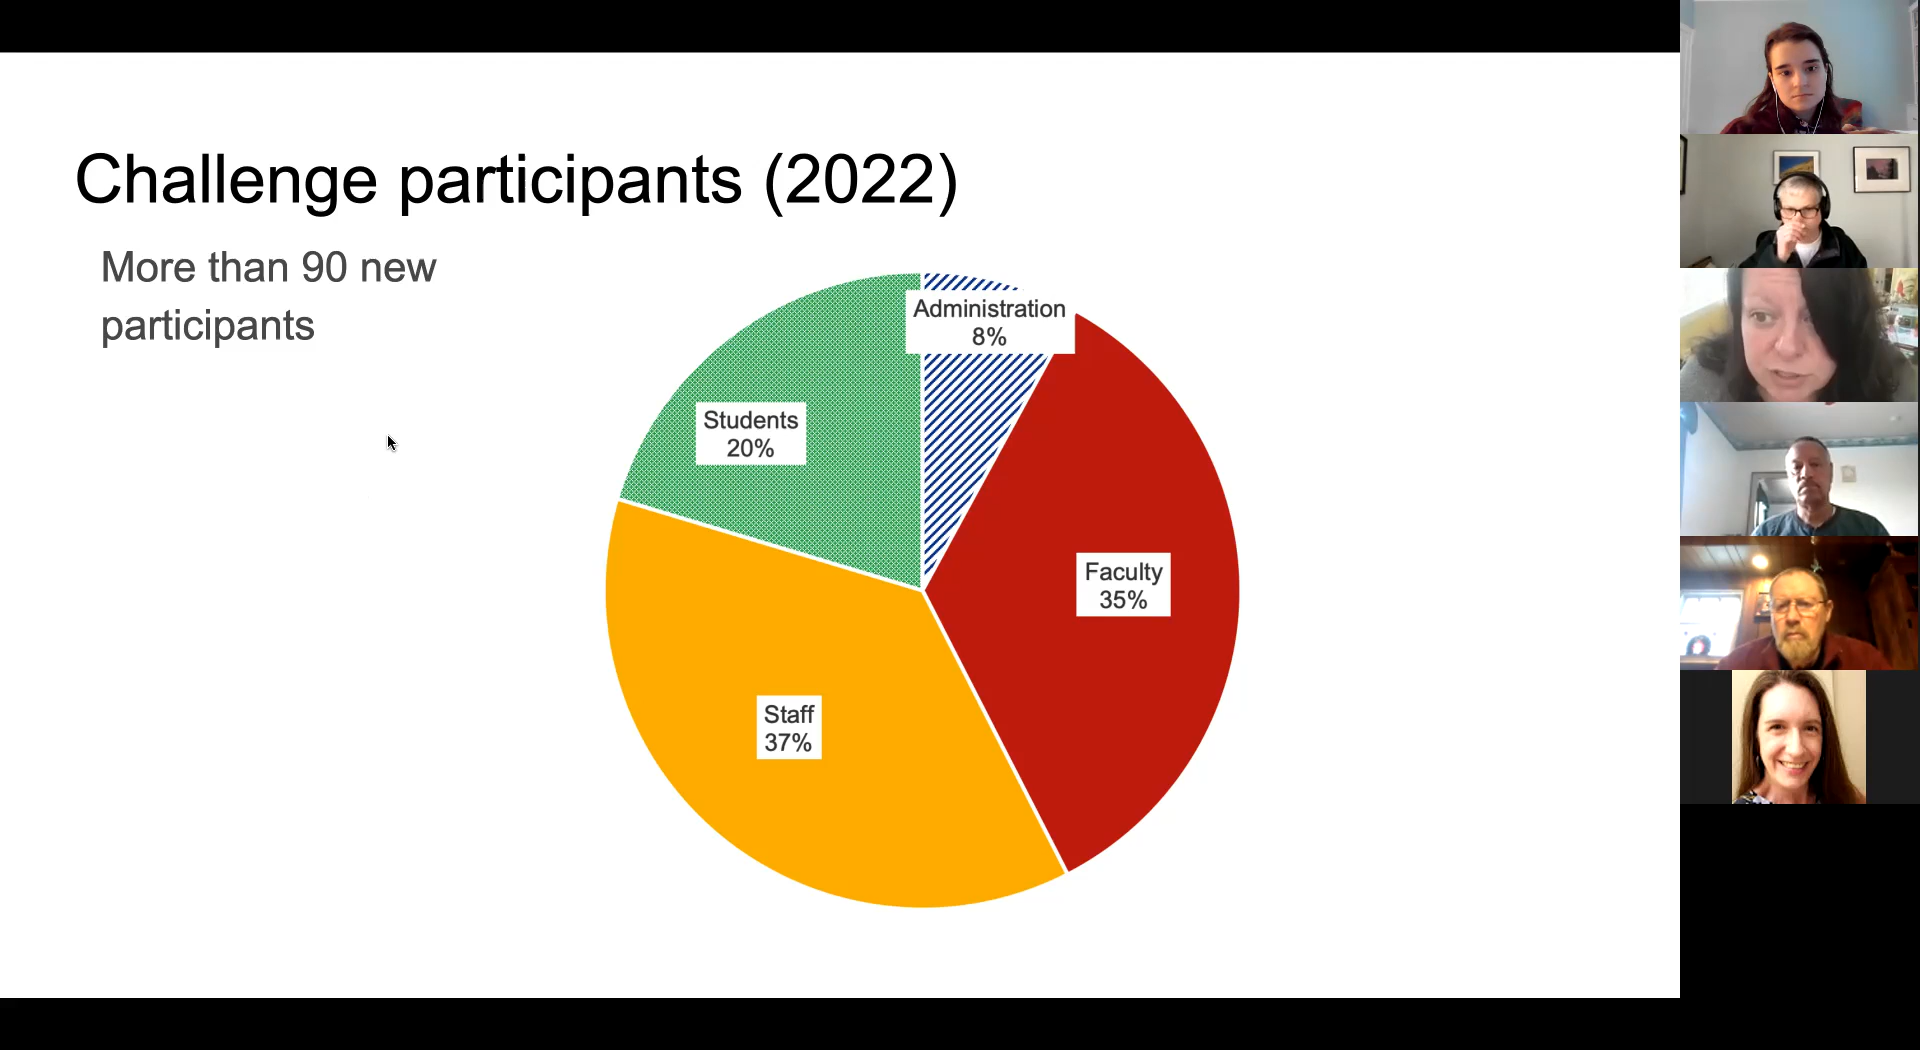 Challenge participants (2022)
More than 90 new
participants
Administration
8%
Students
20%
Faculty
35%
Staff
37%